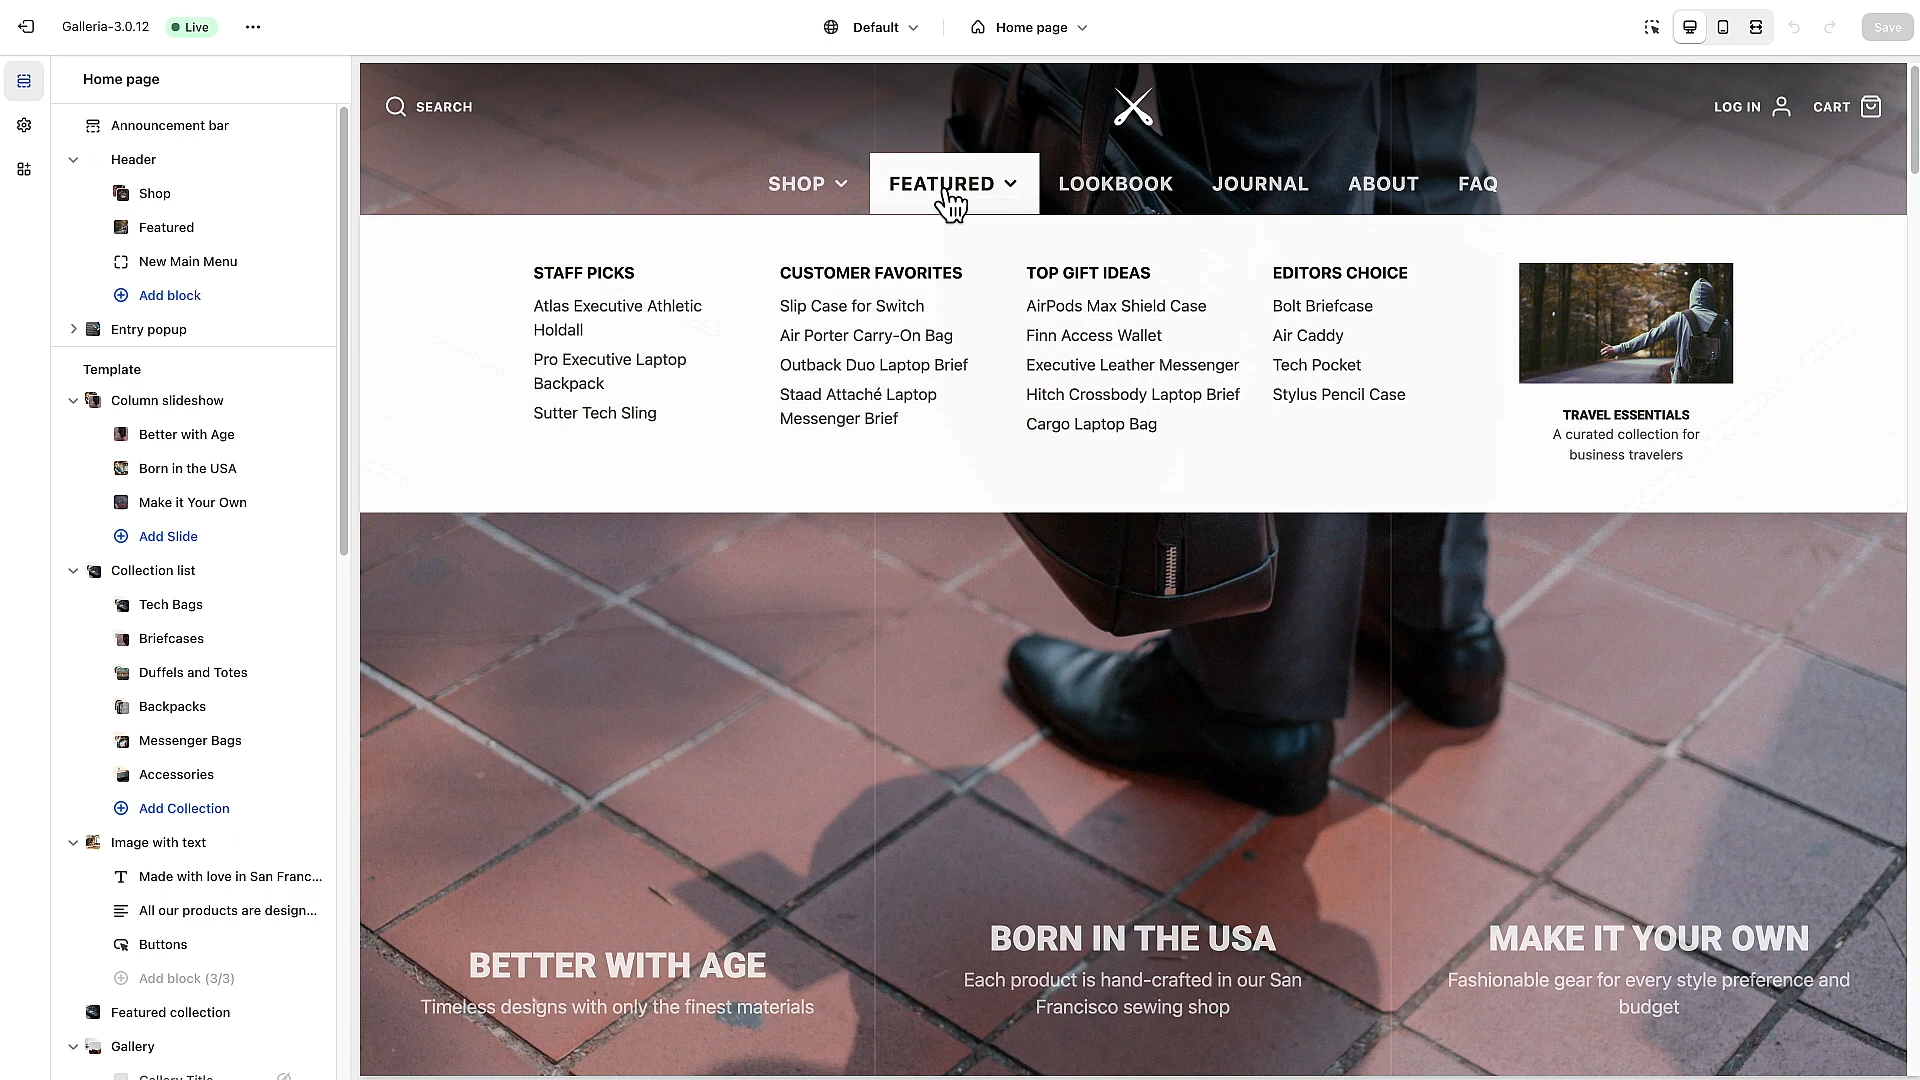 Galleria-3.0.12
Live
Default
Home page
Save
Home page
Announcement bar
Header
Shop
Featured
New Main Menu
Add block
Entry popup
Template
Column slideshow
Better with Age
Born in the USA
Make it Your Own
Add Slide
Collection list
Tech Bags
Briefcases
Duffels and Totes
Backpacks
Messenger Bags
Accessories
Add Collection
Image with text
Made with love in San Franc...
All our products are design...
Buttons
Add block (3/3)
Featured collection
Gallery
Gallery Title
SEARCH
LOG IN
CART
SHOP
FEATURED
LOOKBOOK
JOURNAL
ABOUT
FAQ
STAFF PICKS
Atlas Executive Athletic
Holdall
Pro Executive Laptop
Backpack
Sutter Tech Sling
CUSTOMER FAVORITES
Slip Case for Switch
Air Porter Carry-On Bag
Outback Duo Laptop Brief
Staad Attaché Laptop
Messenger Brief
TOP GIFT IDEAS
AirPods Max Shield Case
Finn Access Wallet
Executive Leather Messenger
Hitch Crossbody Laptop Brief
Cargo Laptop Bag
EDITORS CHOICE
Bolt Briefcase
Air Caddy
Tech Pocket
Stylus Pencil Case
TRAVEL ESSENTIALS
A curated collection for
business travelers
BETTER WITH AGE
Timeless designs with only the finest materials
BORN IN THE USA
Each product is hand-crafted in our San
Francisco sewing shop
MAKE IT YOUR OWN
Fashionable gear for every style preference and
budget